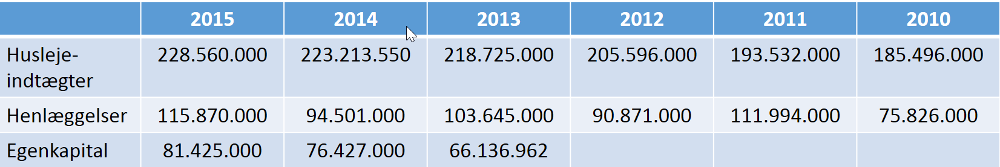 2015 2014 2013 2012 2011 2010
Husleje- 228.560.000 223.213.550 218.725.000 205.596.000 193.532.000 185.496.000
indtægter
Henlæggelser 115.870.000 94.501.000 103.645.000 90.871.000 111.994.000 75.826.000
Egenkapital 81.425.000 76.427.000 66.136.962